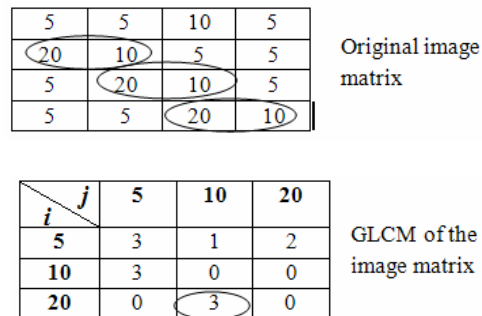 5 5 10 5
20 10 5 5
5 20 10 5
5 5 20 10
Original image
matrix
i j 5 10 20
5 3 1 2
10 3 0 0
20 0 3 0
GLCM of the
image matrix